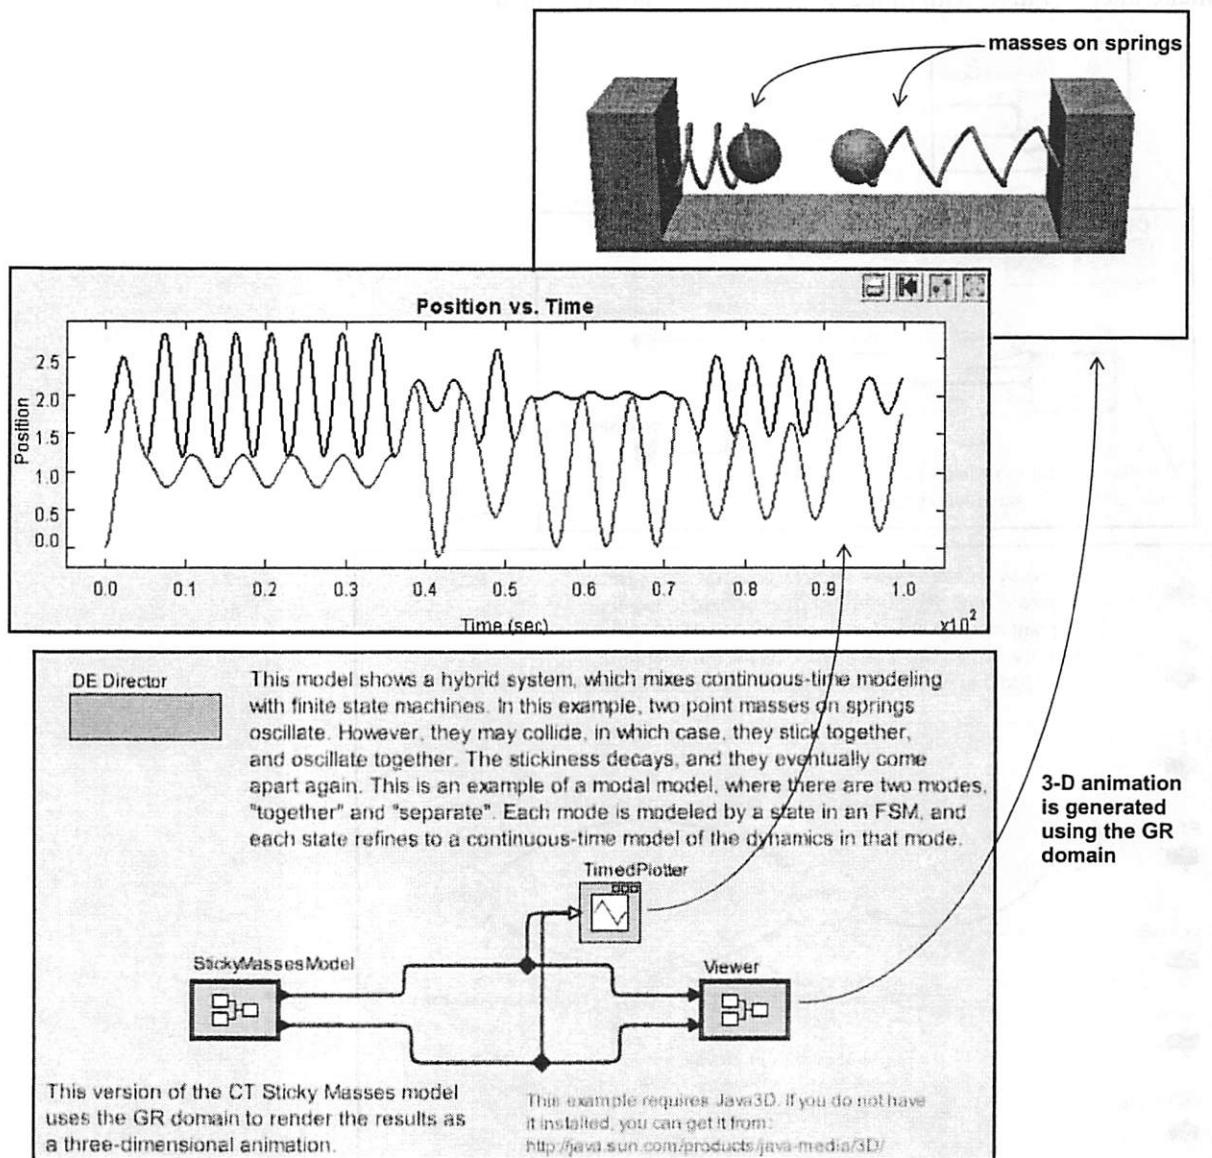 masses on springs
Position vs. Time
Position
2.5
2.0
1.5
1.0
0.5
0.0
0.0 0.1 0.2 0.3 0.4 0.5 0.6 0.7 0.8 0.9 1.0
Time (sec)
x10²
DE Director
This model shows a hybrid system, which mixes continuous-time modeling
with finite state machines. In this example, two point masses on springs
oscillate. However, they may collide, in which case, they stick together,
and oscillate together. The stickiness decays, and they eventually come
apart again. This is an example of a modal model, where there are two modes,
"together" and "separate". Each mode is modeled by a state in an FSM, and
each state refines to a continuous-time model of the dynamics in that mode.
3-D animation
is generated
using the GR
domain
TimedPlotter
StickyMassesModel
Viewer
This version of the CT Sticky Masses model
uses the GR domain to render the results as
a three-dimensional animation.
This example requires Java3D. If you do not have
it installed, you can get it from:
http://java.sun.com/products/java-media/3D/